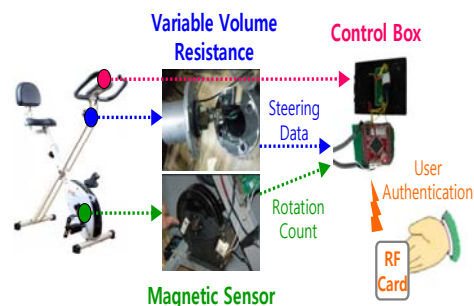 Variable Volume
Resistance
Control Box
Steering
Data
User
Authentication
Rotation
Count
RF
Card
Magnetic Sensor